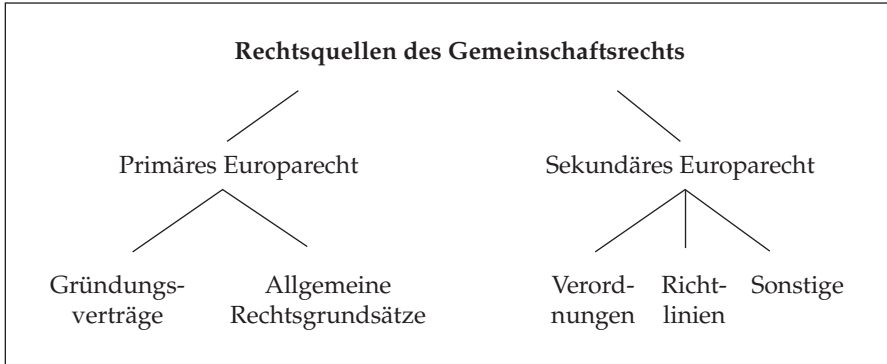 Rechtsquellen des Gemeinschaftsrechts
Primäres Europarecht
Sekundäres Europarecht
Gründungs-
verträge
Allgemeine
Rechtsgrundsätze
Verord-
nungen
Richt-
linien
Sonstige